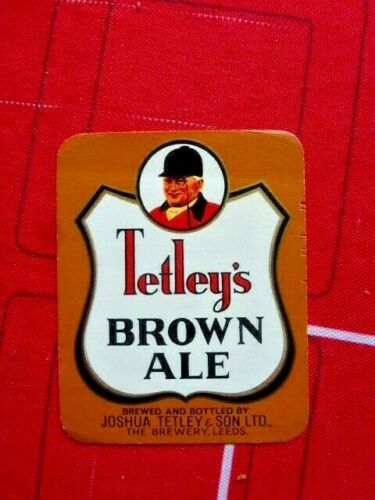 Tetley's
BROWN
ALE
BREWED AND BOTTLED BY
JOSHUA TETLEY & SON LTD.,
THE BREWERY, LEEDS.